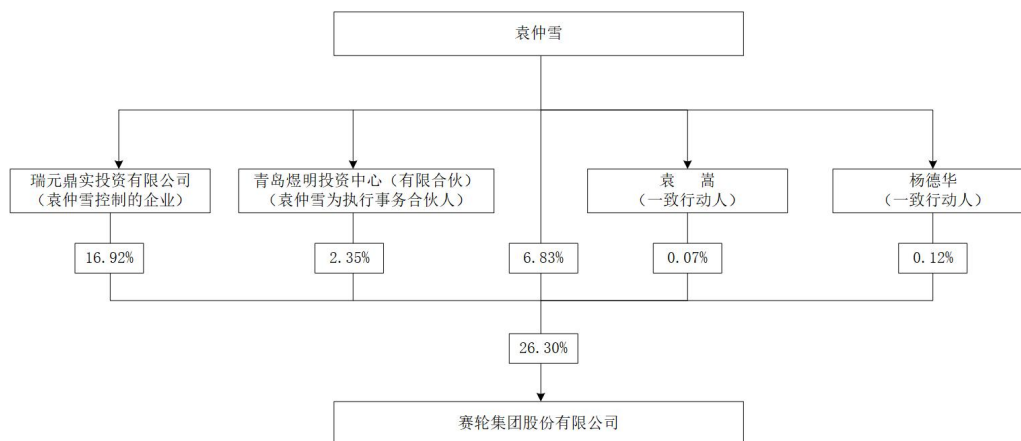 袁仲雪
瑞元鼎实投资有限公司
（袁仲雪控制的企业）
青岛煜明投资中心（有限合伙）
（袁仲雪为执行事务合伙人）
袁　嵩
（一致行动人）
杨德华
（一致行动人）
16.92%
2.35%
6.83%
0.07%
0.12%
26.30%
赛轮集团股份有限公司